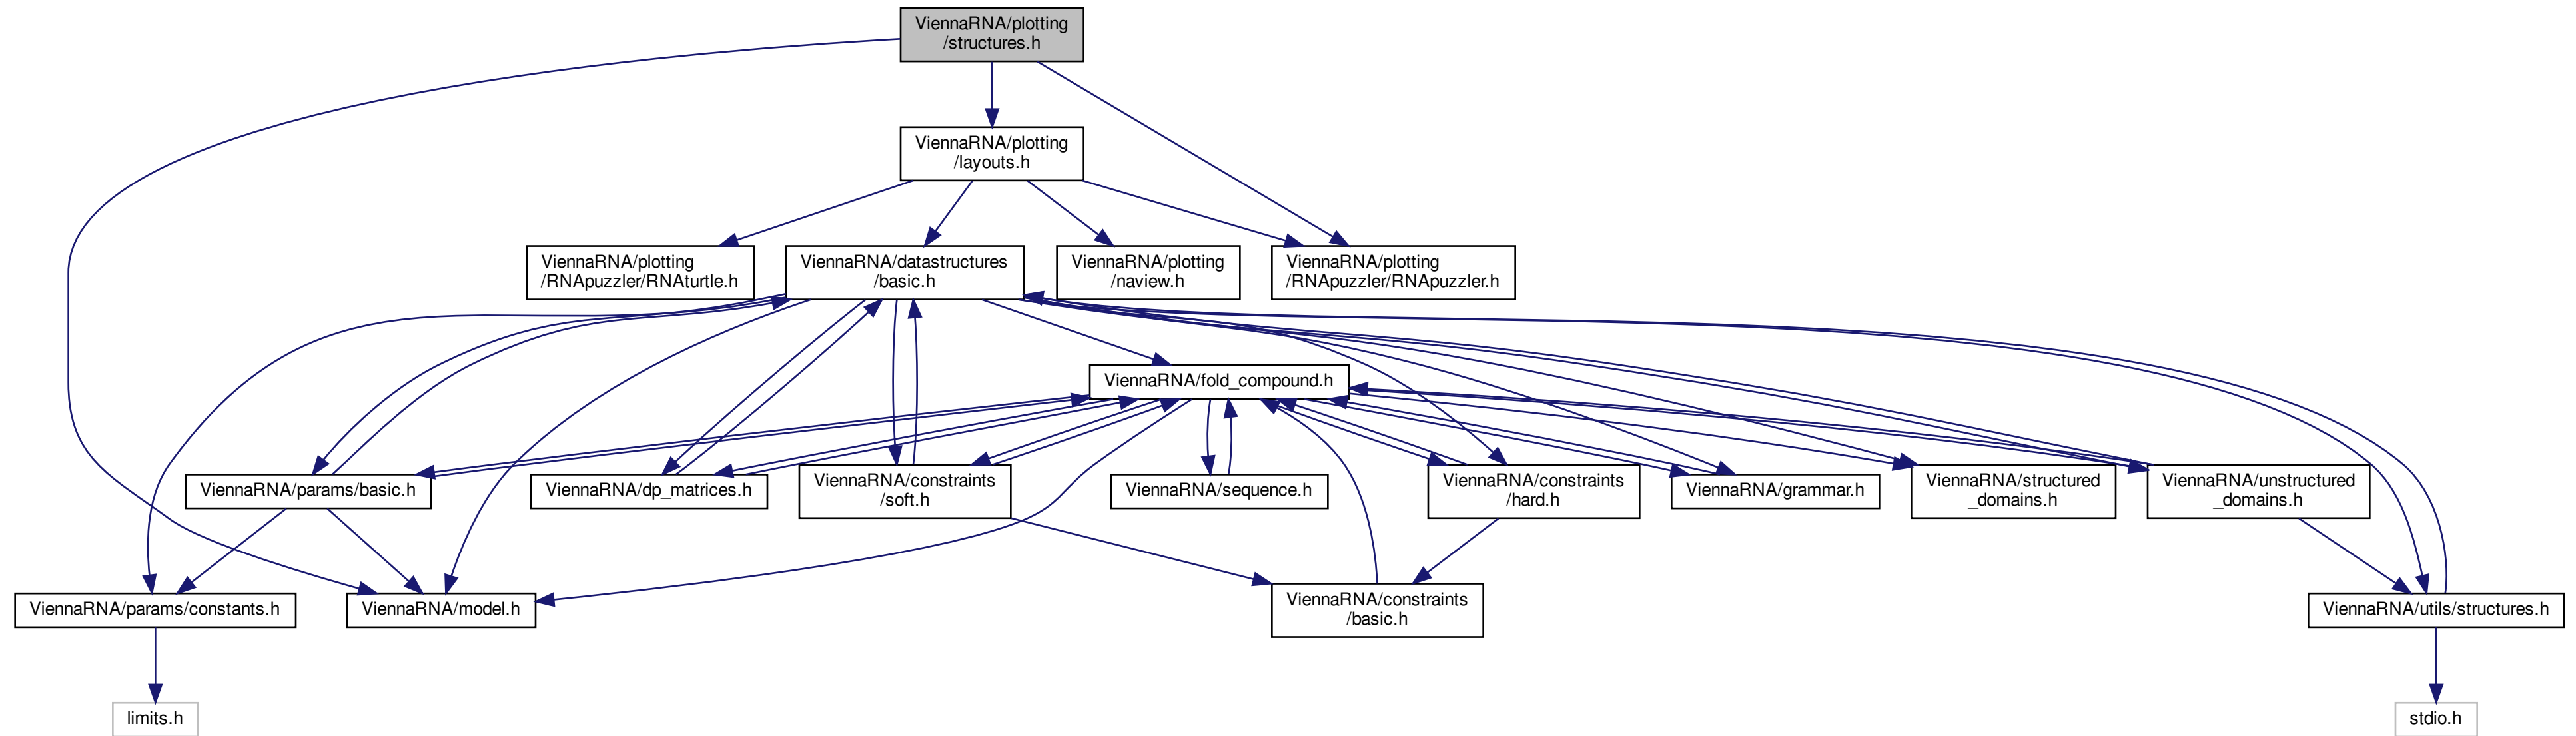 ViennaRNA/plotting
/structures.h
ViennaRNA/plotting
/layouts.h
ViennaRNA/plotting
/RNApuzzler/RNAturtle.h
ViennaRNA/datastructures
/basic.h
ViennaRNA/plotting
/naview.h
ViennaRNA/plotting
/RNApuzzler/RNApuzzler.h
ViennaRNA/fold_compound.h
ViennaRNA/params/basic.h
ViennaRNA/dp_matrices.h
ViennaRNA/constraints
/soft.h
ViennaRNA/sequence.h
ViennaRNA/constraints
/hard.h
ViennaRNA/grammar.h
ViennaRNA/structured
_domains.h
ViennaRNA/unstructured
_domains.h
ViennaRNA/params/constants.h
ViennaRNA/model.h
ViennaRNA/constraints
/basic.h
ViennaRNA/utils/structures.h
limits.h
stdio.h